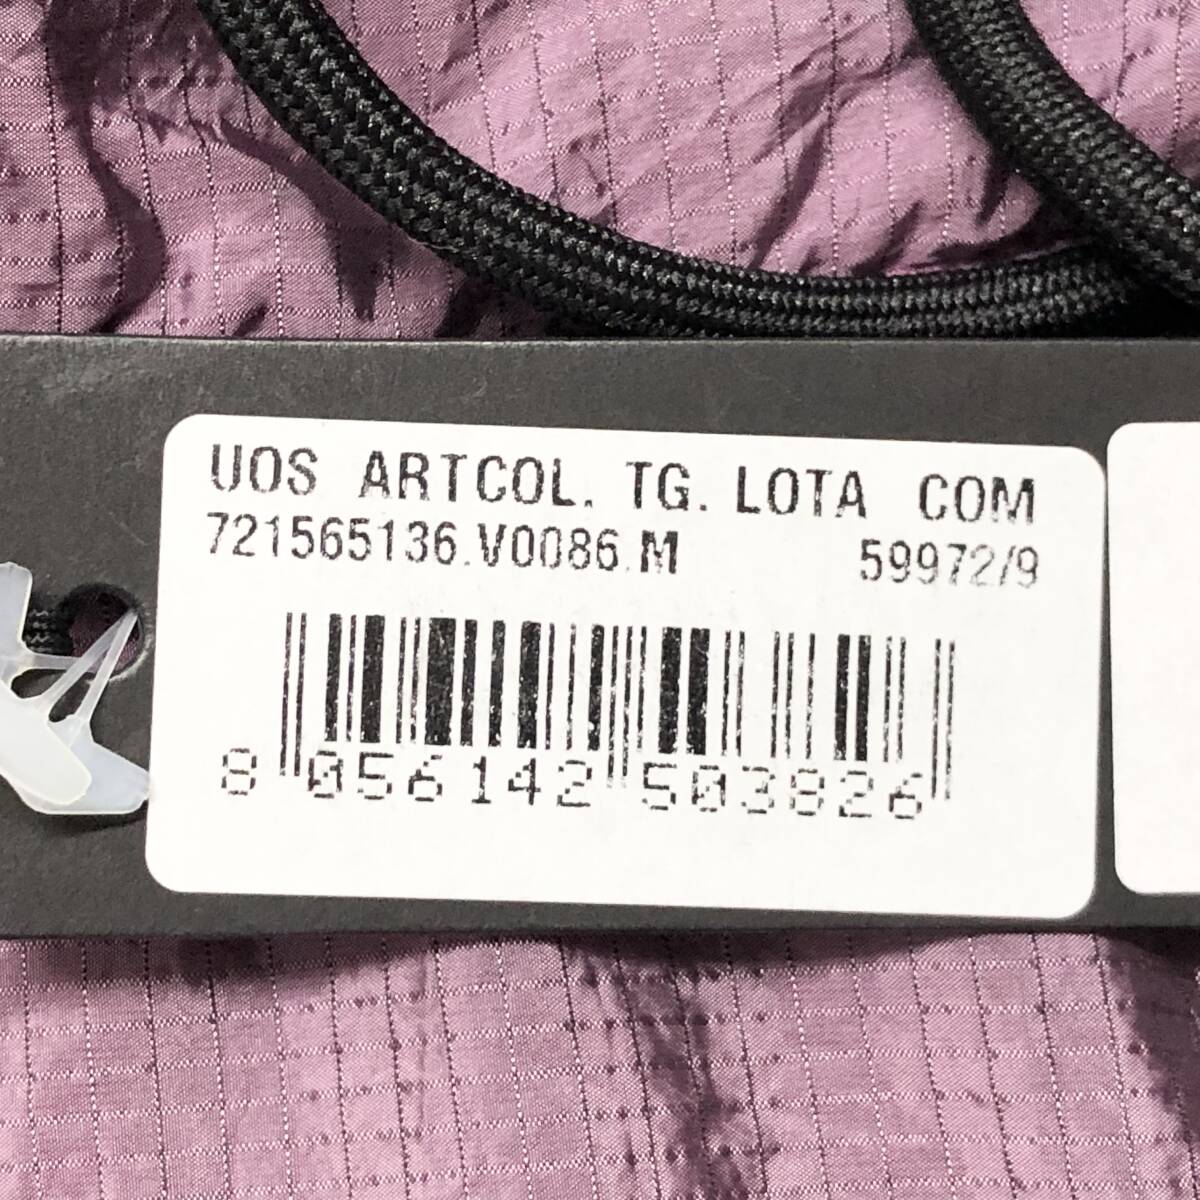 UOS ARTCOL. TG. LOTA COM
721565136.V0086.M 59972/9
8 056142 503826